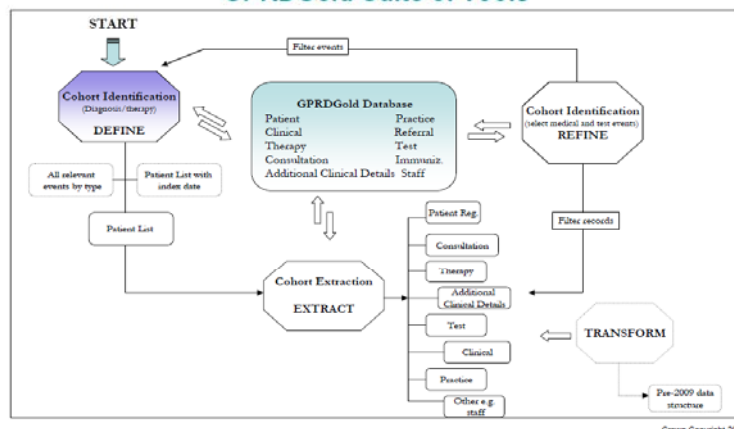 START
Filter events
Cohort Identification
(Diagnosis/therapy)
DEFINE
GPRDGold Database
Patient Practice
Clinical Referral
Therapy Test
Consultation Immuniz.
Additional Clinical Details Staff
Cohort Identification
(select medical and test events)
REFINE
All relevant
events by type
Patient List with
index date
Patient List
Filter records
Cohort Extraction
EXTRACT
Patient Reg.
Consultation
Therapy
Additional
Clinical Details
Test
Clinical
Practice
Other e.g.
staff
TRANSFORM
Pre-2009 data
structure
Crown Copyright